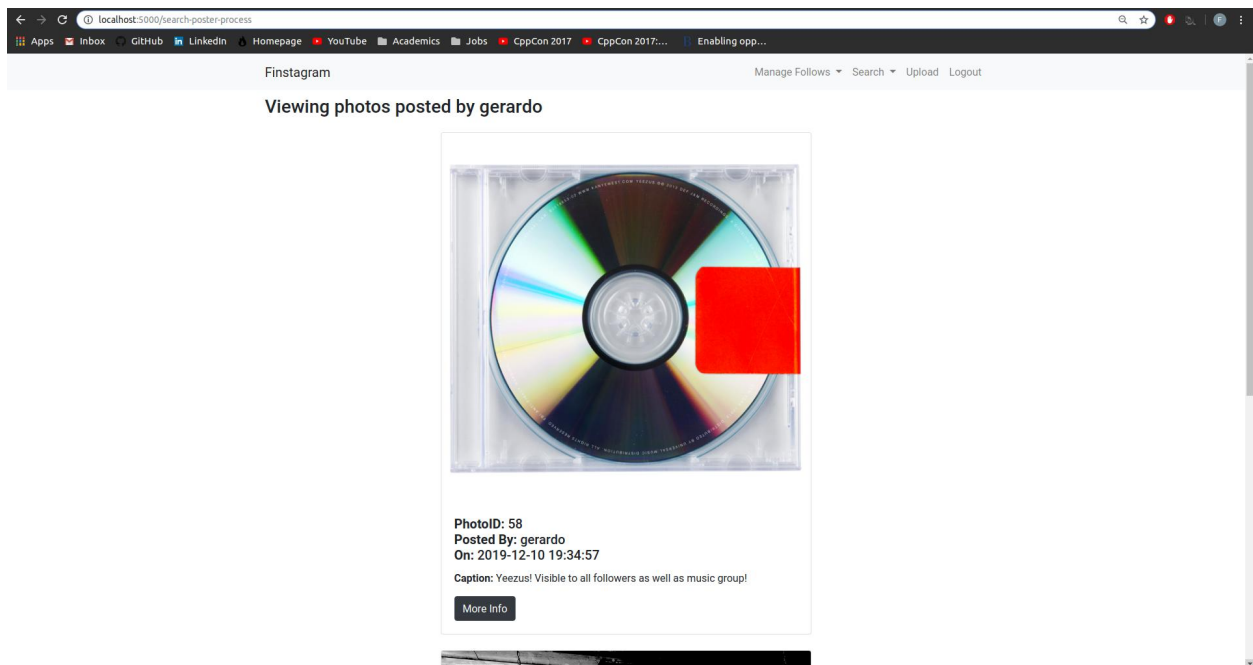 localhost:5000/search-poster-process
Apps Inbox GitHub LinkedIn Homepage YouTube Academics Jobs CppCon 2017 CppCon 2017:... Enabling opp...
Finstagram Manage Follows Search Upload Logout
Viewing photos posted by gerardo
PhotoID: 58
Posted By: gerardo
On: 2019-12-10 19:34:57
Caption: Yeezus! Visible to all followers as well as music group!
More Info